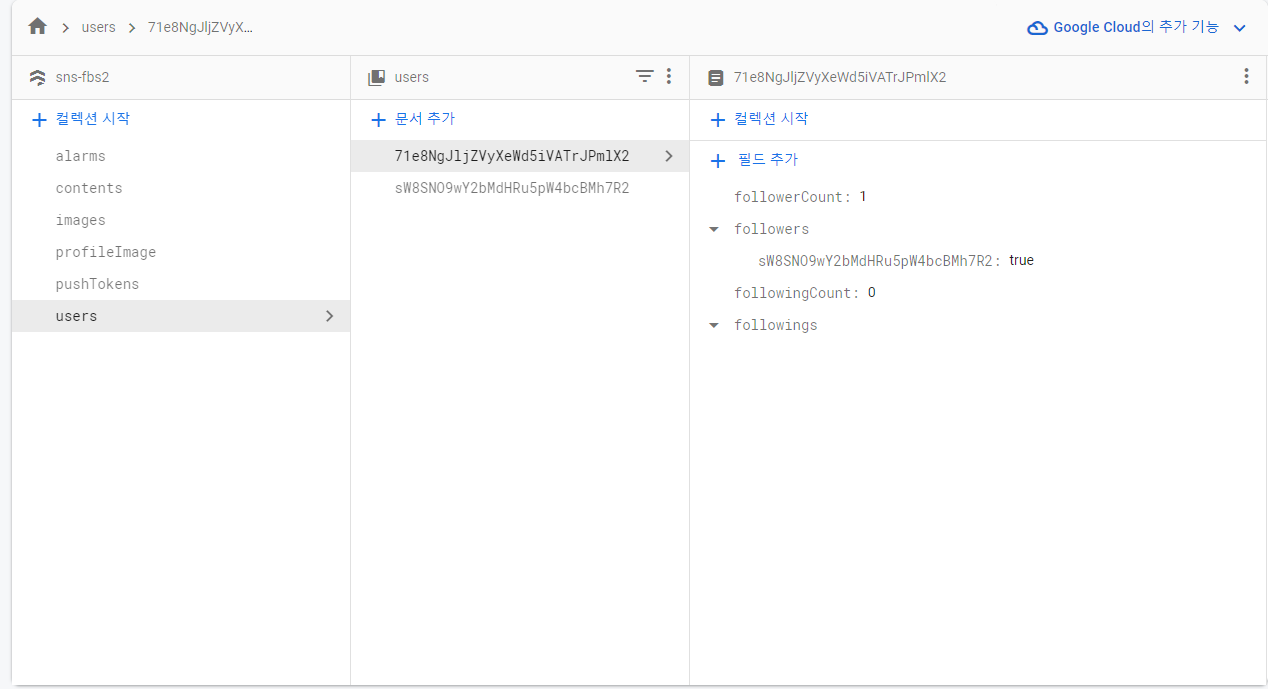 users
71e8NgJljZVyX...
Google Cloud의 추가 기능
sns-fbs2
컬렉션 시작
alarms
contents
images
profileImage
pushTokens
users
users
문서 추가
71e8NgJljZVyXeWd5iVATrJPmlX2
sW8SNO9wY2bMdHRu5pW4bcBMh7R2
71e8NgJljZVyXeWd5iVATrJPmlX2
컬렉션 시작
필드 추가
followerCount: 1
followers
sW8SNO9wY2bMdHRu5pW4bcBMh7R2: true
followingCount: 0
followings